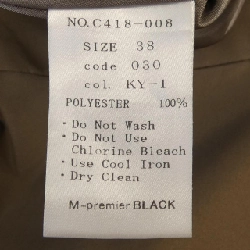 NO.C418-006
SIZE 38
code 030
col. KY-1
POLYESTER 100%
・Do Not Wash
・Do Not Use
Chlorine Bleach
・Use Cool Iron
・Dry Clean
M-premier BLACK